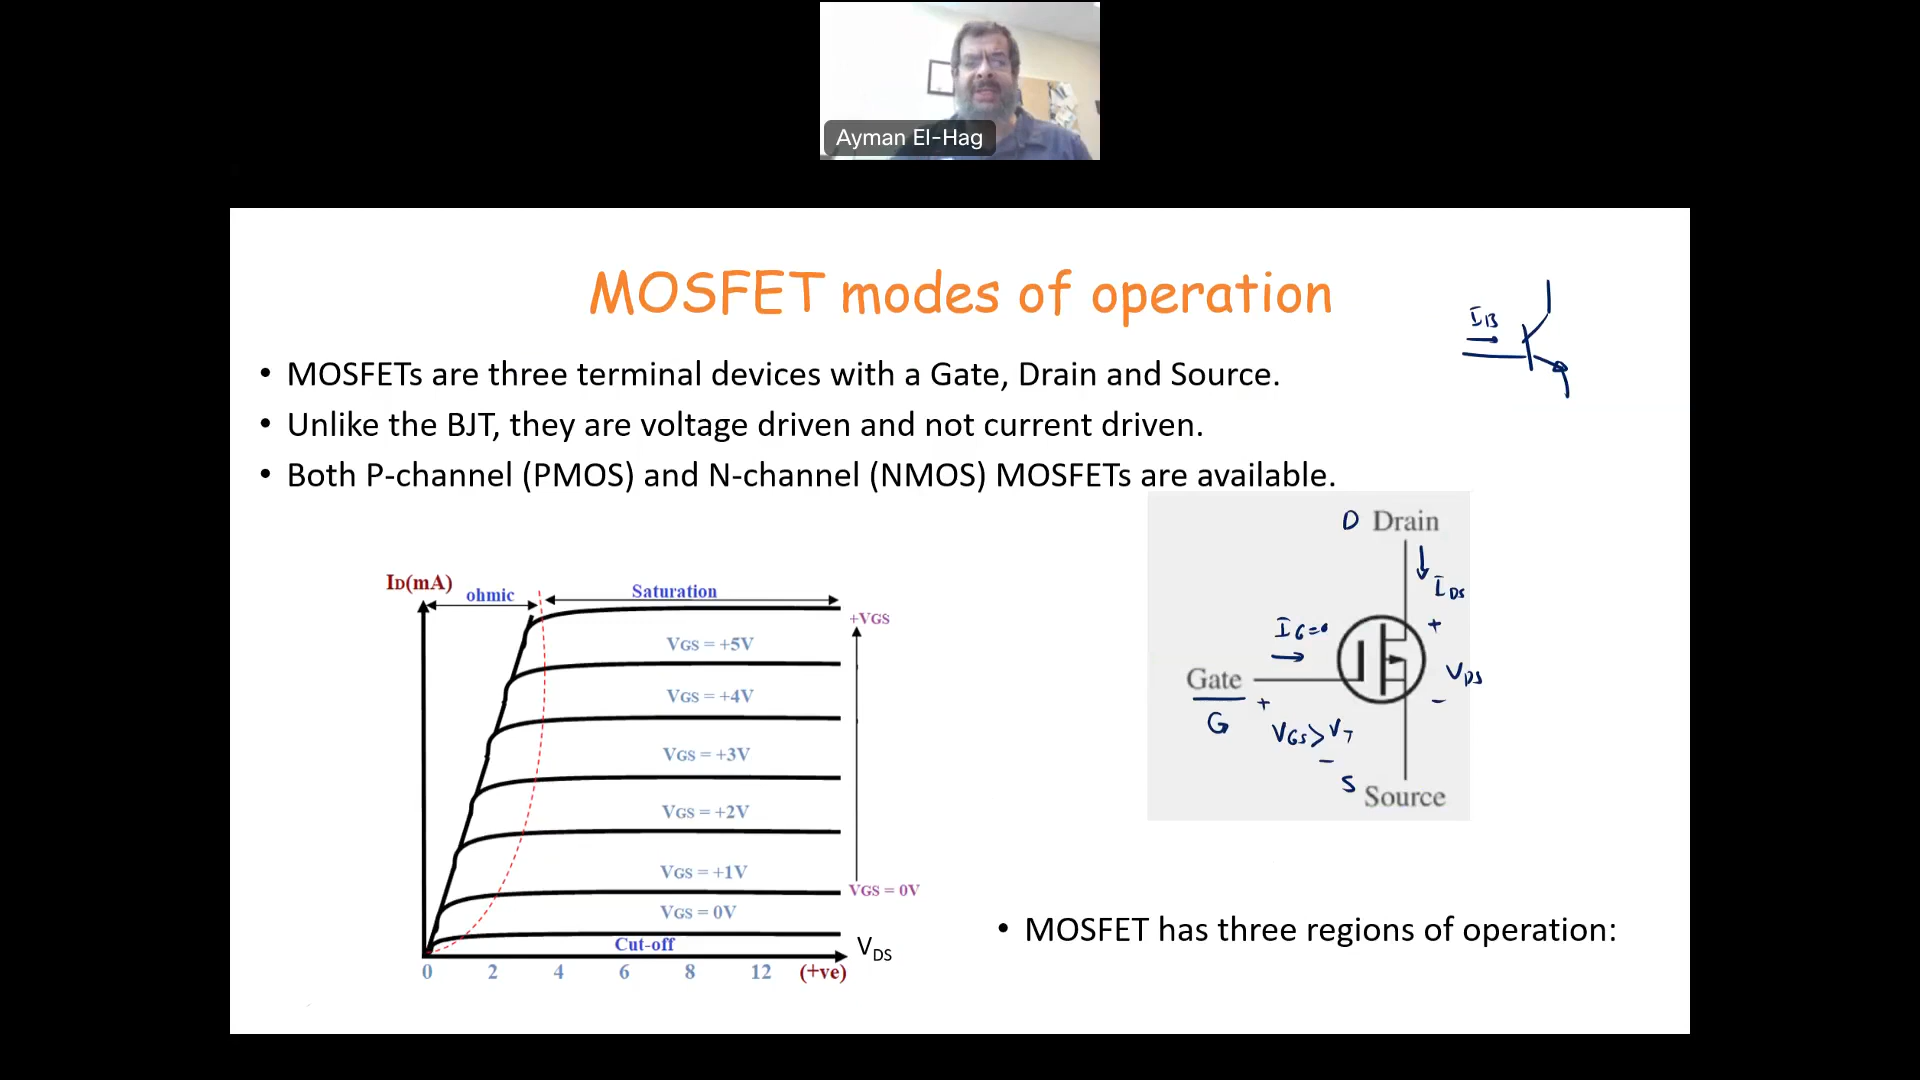 Ayman El-Hag
MOSFET modes of operation
• MOSFETs are three terminal devices with a Gate, Drain and Source.
• Unlike the BJT, they are voltage driven and not current driven.
• Both P-channel (PMOS) and N-channel (NMOS) MOSFETs are available.
IB
ID(mA)
ohmic
Saturation
+VGS
VGS = +5V
VGS = +4V
VGS = +3V
VGS = +2V
VGS = +1V
VGS = 0V
VGS = 0V
Cut-off
VDS
0 2 4 6 8 12 (+ve)
D Drain
IDS
IG=0
+
Gate
VDS
G
+
VGS>VT
-
-
S
Source
• MOSFET has three regions of operation: